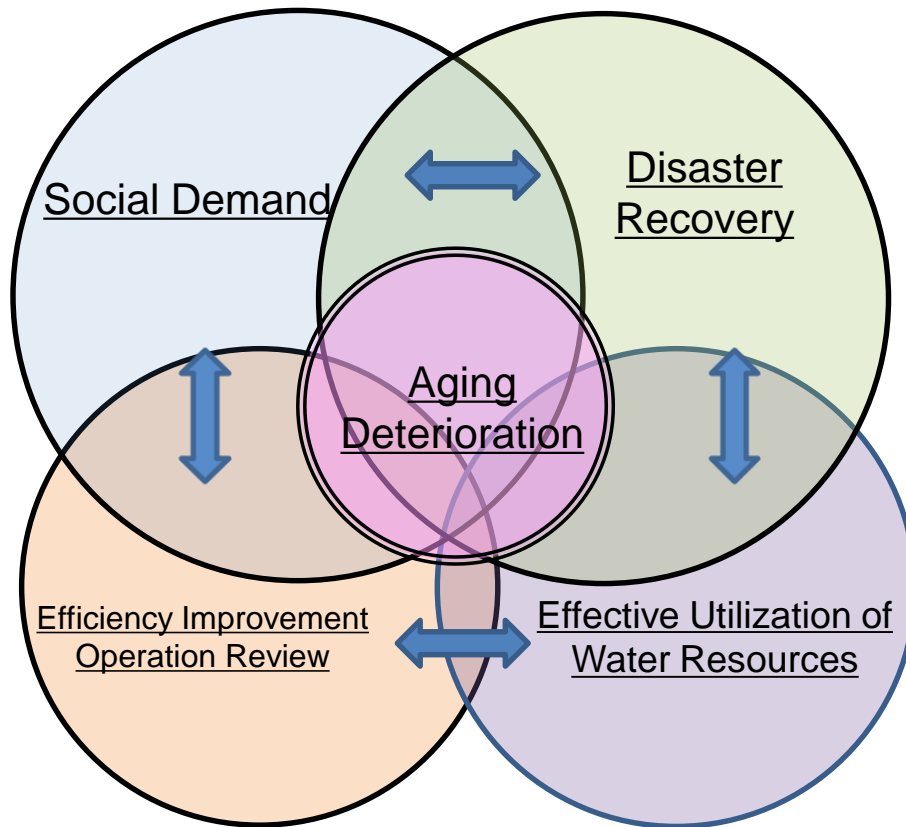 Social Demand
Disaster
Recovery
Aging
Deterioration
Efficiency Improvement
Operation Review
Effective Utilization of
Water Resources